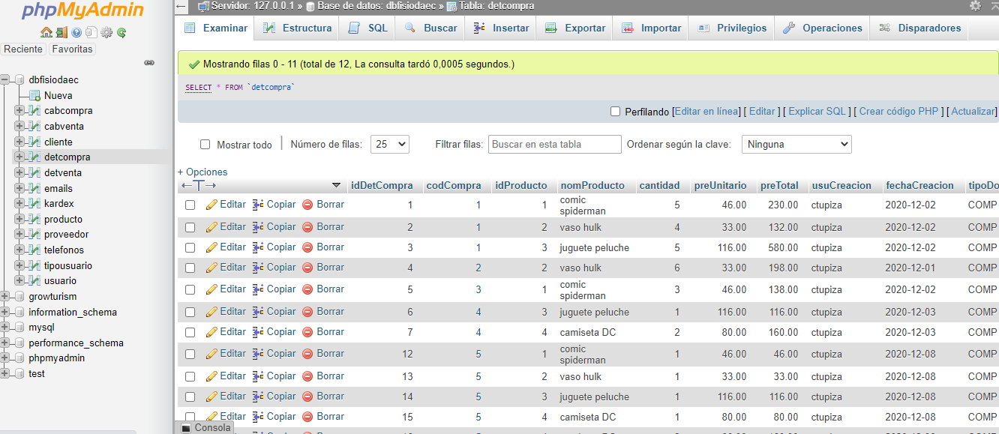 phpMyAdmin
Reciente Favoritas
dbfisiodaec
Nueva
cabcompra
cabventa
cliente
detcompra
detventa
emails
kardex
producto
proveedor
telefonos
tipousuario
usuario
growturism
information_schema
mysql
performance_schema
phpmyadmin
test
Servidor: 127.0.0.1 » Base de datos: dbfisiodaec » Tabla: detcompra
Examinar Estructura SQL Buscar Insertar Exportar Importar Privilegios Operaciones Disparadores
Mostrando filas 0 - 11 (total de 12, La consulta tardó 0,0005 segundos.)
SELECT * FROM `detcompra`
Perfilando [Editar en línea] [ Editar ] [ Explicar SQL ] [ Crear código PHP ] [ Actualizar]
Mostrar todo | Número de filas: 25 Filtrar filas: Buscar en esta tabla Ordenar según la clave: Ninguna
+ Opciones
←T→ idDetCompra codCompra idProducto nomProducto cantidad preUnitario preTotal usuCreacion fechaCreacion tipoDo
Editar Copiar Borrar 1 1 1 comic spiderman 5 46.00 230.00 ctupiza 2020-12-02 COMP
Editar Copiar Borrar 2 1 2 vaso hulk 4 33.00 132.00 ctupiza 2020-12-02 COMP
Editar Copiar Borrar 3 1 3 juguete peluche 5 116.00 580.00 ctupiza 2020-12-02 COMP
Editar Copiar Borrar 4 2 2 vaso hulk 6 33.00 198.00 ctupiza 2020-12-01 COMP
Editar Copiar Borrar 5 3 1 comic spiderman 3 46.00 138.00 ctupiza 2020-12-02 COMP
Editar Copiar Borrar 6 4 3 juguete peluche 1 116.00 116.00 ctupiza 2020-12-03 COMP
Editar Copiar Borrar 7 4 4 camiseta DC 2 80.00 160.00 ctupiza 2020-12-03 COMP
Editar Copiar Borrar 12 5 1 comic spiderman 1 46.00 46.00 ctupiza 2020-12-08 COMP
Editar Copiar Borrar 13 5 2 vaso hulk 1 33.00 33.00 ctupiza 2020-12-08 COMP
Editar Copiar Borrar 14 5 3 juguete peluche 1 116.00 116.00 ctupiza 2020-12-08 COMP
Editar Copiar Borrar 15 5 4 camiseta DC 1 80.00 80.00 ctupiza 2020-12-08 COMP
Consola